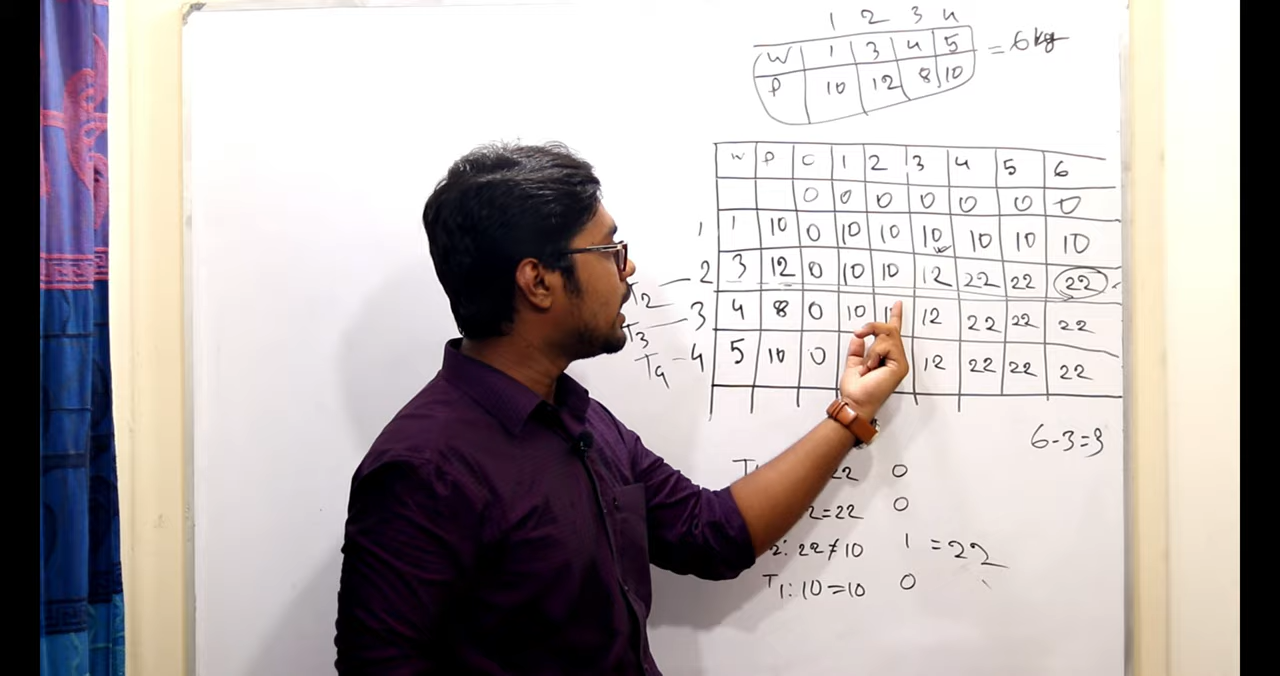 1 2 3 4
W 1 3 4 5 = 6kg
P 10 12 8 10
W P 0 1 2 3 4 5 6
0 0 0 0 0 0 0
1 1 10 0 10 10 10 10 10 10
T2 2 3 12 0 10 10 12 22 22 22
T3 3 4 8 0 10 12 22 22 22
T4 4 5 10 0 12 22 22 22
6-3=3
22 0
2=22 0
2: 22≠10 1 =22
T1: 10=10 0